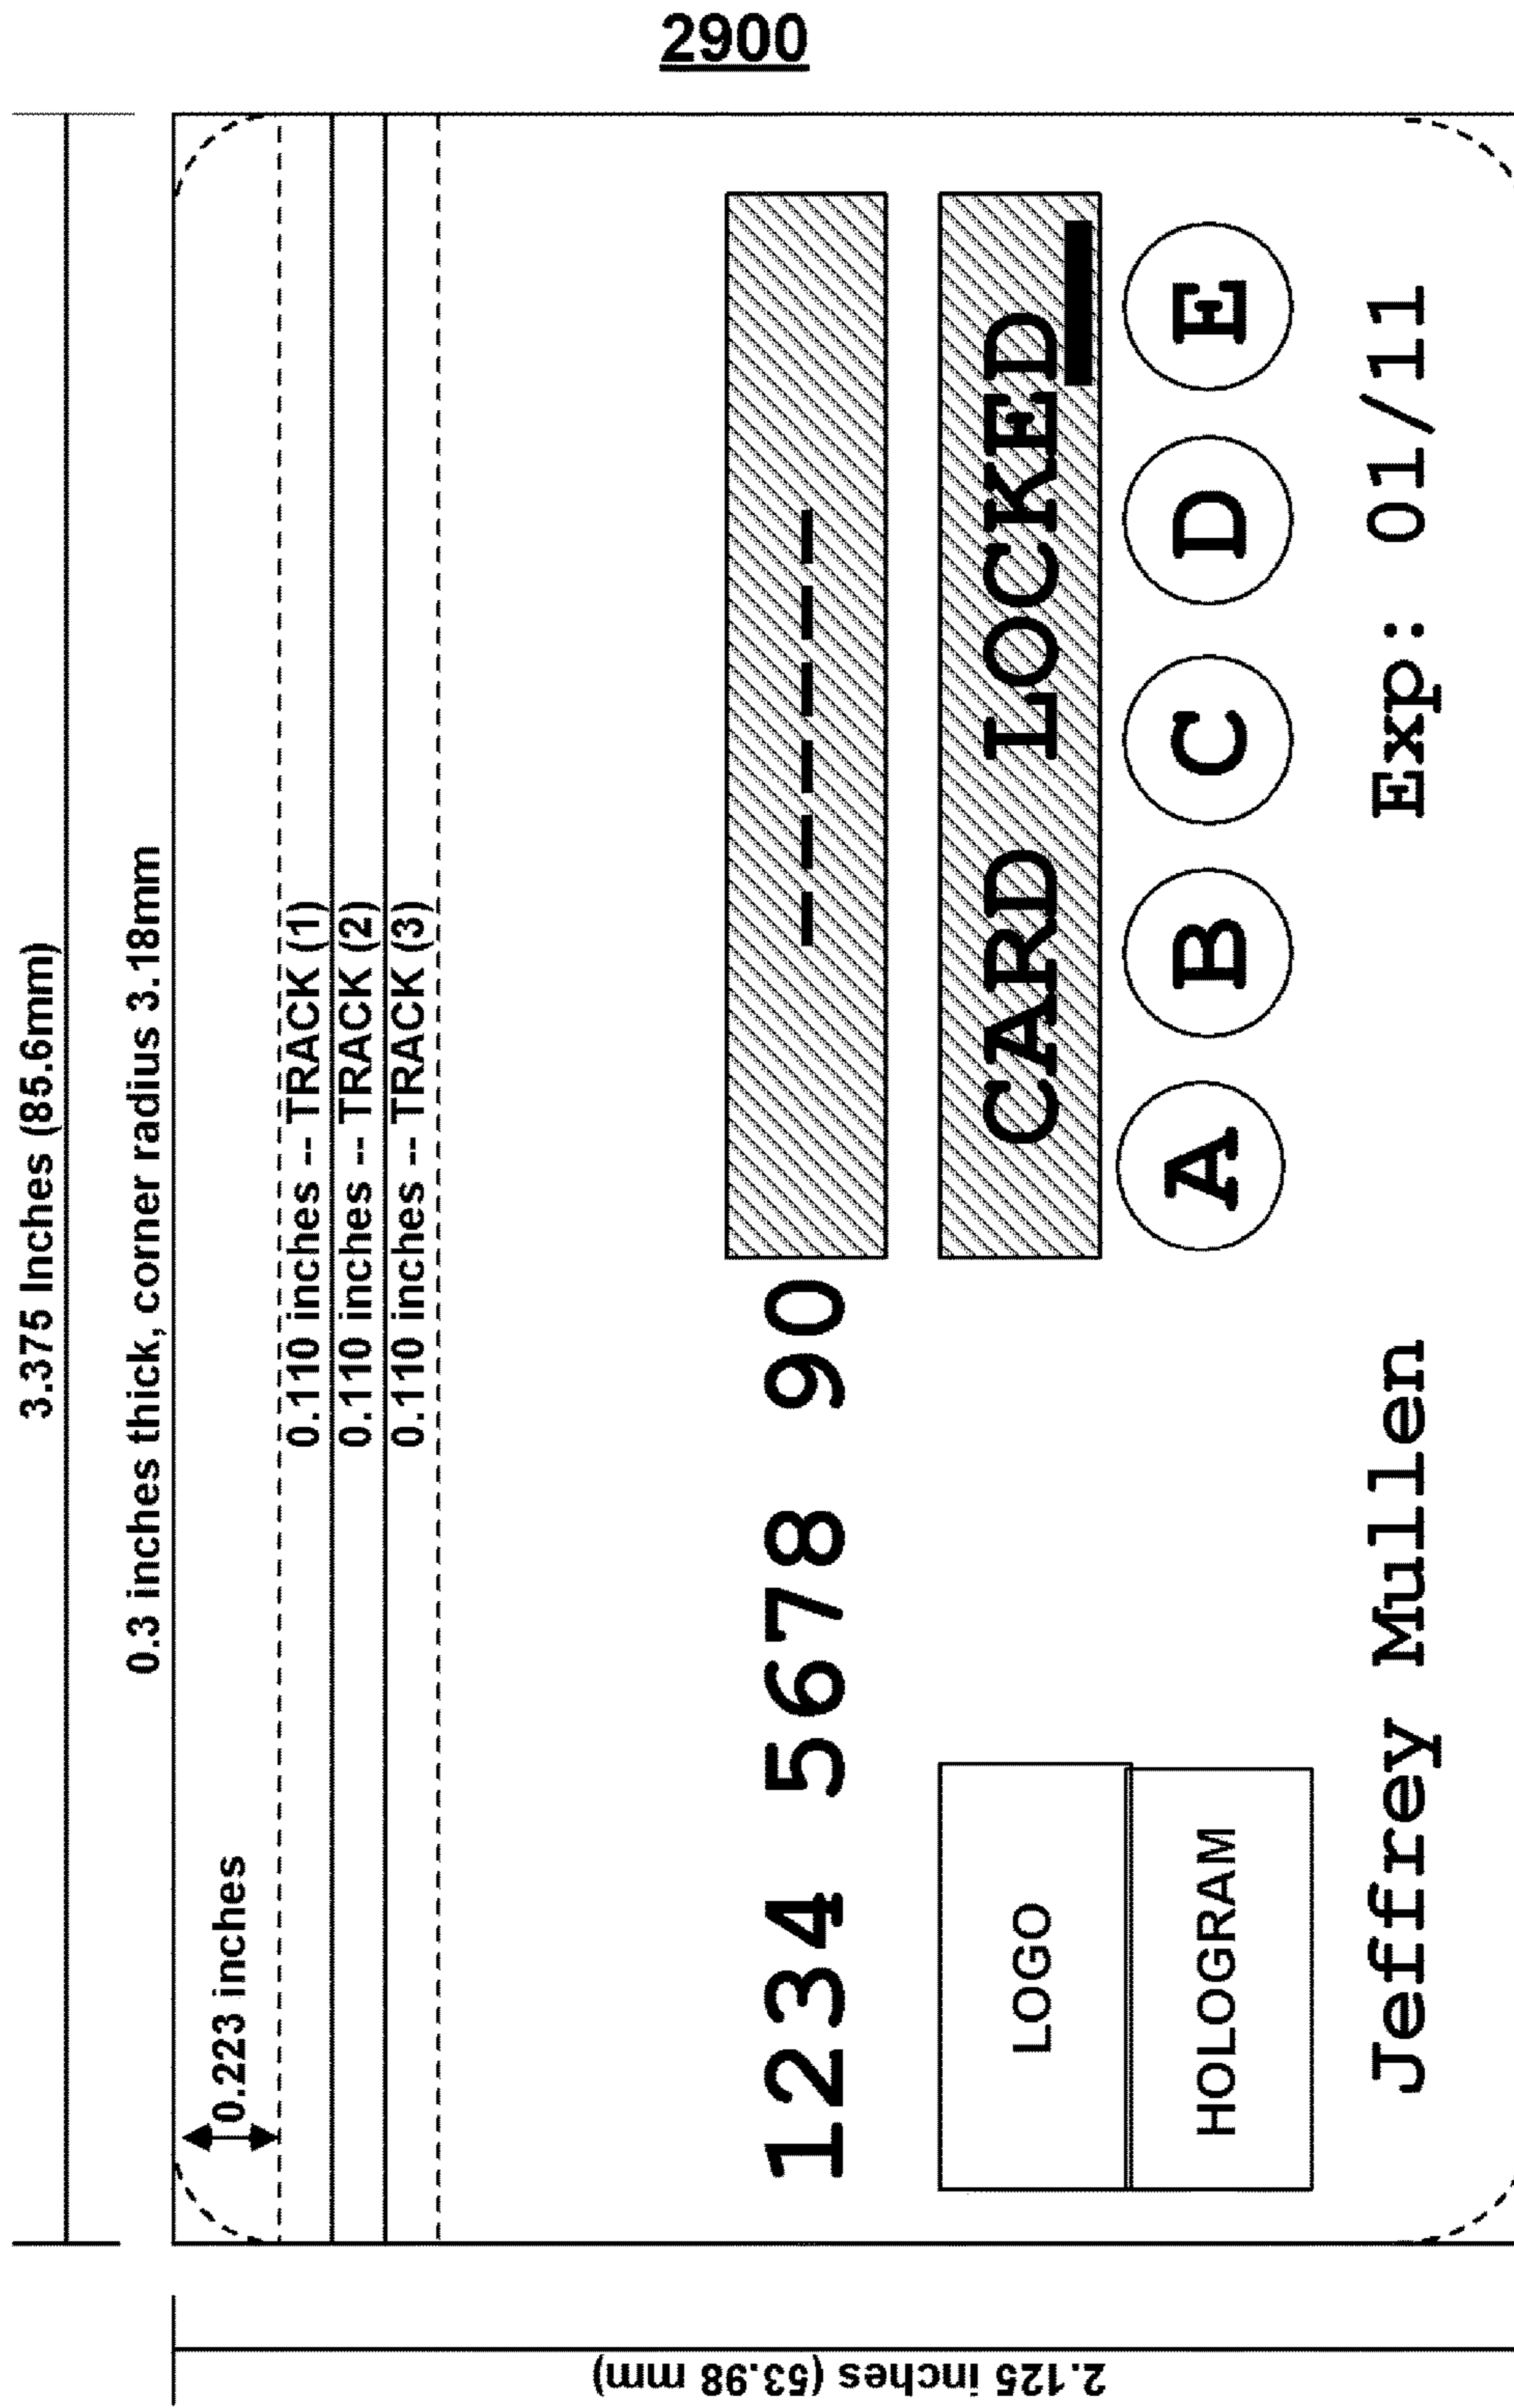 2900
3.375 Inches (85.6mm)
0.3 inches thick, corner radius 3.18mm
0.223 inches
0.110 inches -- TRACK (1)
0.110 inches -- TRACK (2)
0.110 inches -- TRACK (3)
1234 5678 90 ------
LOGO
CARD LOCKED
HOLOGRAM
A B C D E
Jeffrey Mullen Exp: 01/11
2.125 inches (53.98 mm)